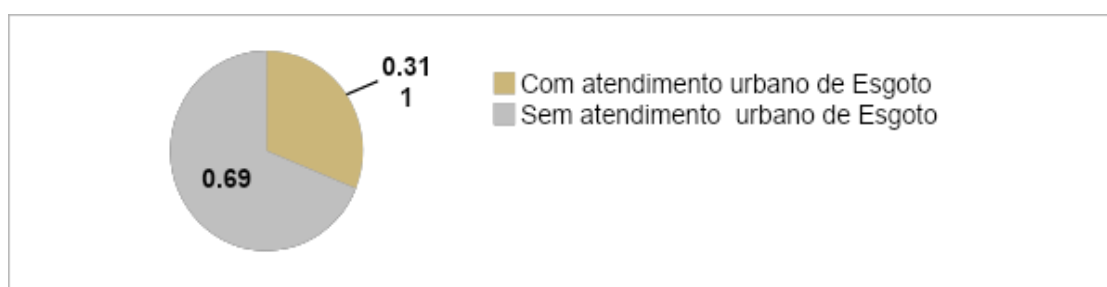 0.31
1
0.69
Com atendimento urbano de Esgoto
Sem atendimento urbano de Esgoto